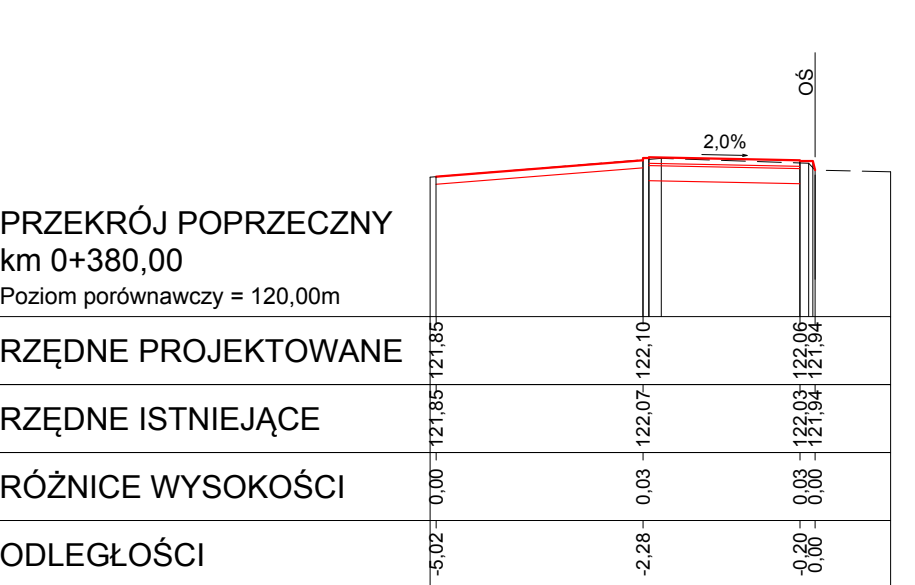 OŚ
2,0%
PRZEKRÓJ POPRZECZNY
km 0+380,00
Poziom porównawczy = 120,00m
RZĘDNE PROJEKTOWANE 121,85 122,10 122,06 121,94
RZĘDNE ISTNIEJĄCE 121,85 122,07 122,03 121,94
RÓŻNICE WYSOKOŚCI 0,00 0,03 0,03 0,00
ODLEGŁOŚCI -5,02 -2,28 -0,20 0,00